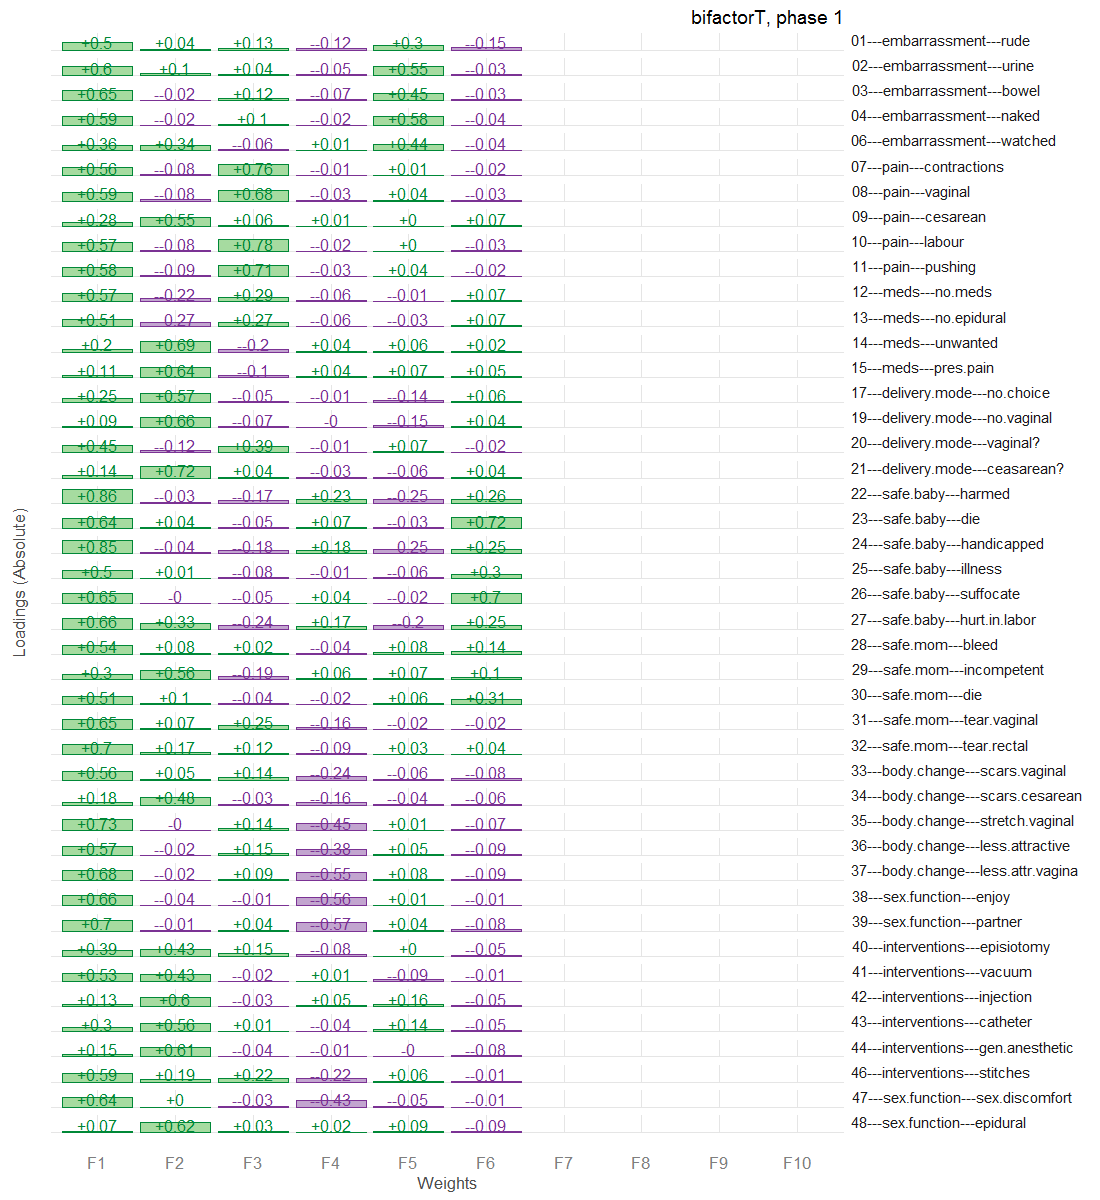 bifactorT, phase 1
+0.5 +0.04 +0.13 --0.12 +0.3 --0.15 01---embarrassment---rude
+0.6 +0.1 +0.04 --0.05 +0.55 --0.03 02---embarrassment---urine
+0.65 --0.02 +0.12 --0.07 +0.45 --0.03 03---embarrassment---bowel
+0.59 --0.02 +0.1 --0.02 +0.58 --0.04 04---embarrassment---naked
+0.36 +0.34 --0.06 +0.01 +0.44 --0.04 06---embarrassment---watched
+0.56 --0.08 +0.76 --0.01 +0.01 --0.02 07---pain---contractions
+0.59 --0.08 +0.68 --0.03 +0.04 --0.03 08---pain---vaginal
+0.28 +0.55 +0.06 +0.01 +0 +0.07 09---pain---cesarean
+0.57 --0.08 +0.78 --0.02 +0 --0.03 10---pain---labour
+0.58 --0.09 +0.71 --0.03 +0.04 --0.02 11---pain---pushing
+0.57 --0.22 +0.29 --0.06 --0.01 +0.07 12---meds---no.meds
+0.51 --0.27 +0.27 --0.06 --0.03 +0.07 13---meds---no.epidural
+0.2 +0.69 --0.2 +0.04 +0.06 +0.02 14---meds---unwanted
+0.11 +0.64 --0.1 +0.04 +0.07 +0.05 15---meds---pres.pain
+0.25 +0.57 --0.05 --0.01 --0.14 +0.06 17---delivery.mode---no.choice
+0.09 +0.66 --0.07 -0 --0.15 +0.04 19---delivery.mode---no.vaginal
+0.45 --0.12 +0.39 --0.01 +0.07 --0.02 20---delivery.mode---vaginal?
+0.14 +0.72 +0.04 --0.03 --0.06 +0.04 21---delivery.mode---ceasarean?
+0.86 --0.03 --0.17 +0.23 --0.25 +0.26 22---safe.baby---harmed
+0.64 +0.04 --0.05 +0.07 --0.03 +0.72 23---safe.baby---die
+0.85 --0.04 --0.18 +0.18 --0.25 +0.25 24---safe.baby---handicapped
+0.5 +0.01 --0.08 --0.01 --0.06 +0.3 25---safe.baby---illness
+0.65 -0 --0.05 +0.04 --0.02 +0.7 26---safe.baby---suffocate
+0.66 +0.33 --0.24 +0.17 --0.2 +0.25 27---safe.baby---hurt.in.labor
+0.54 +0.08 +0.02 --0.04 +0.08 +0.14 28---safe.mom---bleed
+0.3 +0.56 --0.19 +0.06 +0.07 +0.1 29---safe.mom---incompetent
+0.51 +0.1 --0.04 --0.02 +0.06 +0.31 30---safe.mom---die
+0.65 +0.07 +0.25 --0.16 --0.02 --0.02 31---safe.mom---tear.vaginal
+0.7 +0.17 +0.12 --0.09 +0.03 +0.04 32---safe.mom---tear.rectal
+0.56 +0.05 +0.14 --0.24 --0.06 --0.08 33---body.change---scars.vaginal
+0.18 +0.48 --0.03 --0.16 --0.04 --0.06 34---body.change---scars.cesarean
+0.73 -0 +0.14 --0.45 +0.01 --0.07 35---body.change---stretch.vaginal
+0.57 --0.02 +0.15 --0.38 +0.05 --0.09 36---body.change---less.attractive
+0.68 --0.02 +0.09 --0.55 +0.08 --0.09 37---body.change---less.attr.vagina
+0.66 --0.04 --0.01 --0.56 +0.01 --0.01 38---sex.function---enjoy
+0.7 --0.01 +0.04 --0.57 +0.04 --0.08 39---sex.function---partner
+0.39 +0.43 +0.15 --0.08 +0 --0.05 40---interventions---episiotomy
+0.53 +0.43 --0.02 +0.01 --0.09 --0.01 41---interventions---vacuum
+0.13 +0.6 --0.03 +0.05 +0.16 --0.05 42---interventions---injection
+0.3 +0.56 +0.01 --0.04 +0.14 --0.05 43---interventions---catheter
+0.15 +0.61 --0.04 --0.01 -0 --0.08 44---interventions---gen.anesthetic
+0.59 +0.19 +0.22 --0.22 +0.06 --0.01 46---interventions---stitches
+0.64 +0 --0.03 --0.43 --0.05 --0.01 47---sex.function---sex.discomfort
+0.07 +0.62 +0.03 +0.02 +0.09 --0.09 48---sex.function---epidural
F1 F2 F3 F4 F5 F6 F7 F8 F9 F10
Weights
Loadings (Absolute)